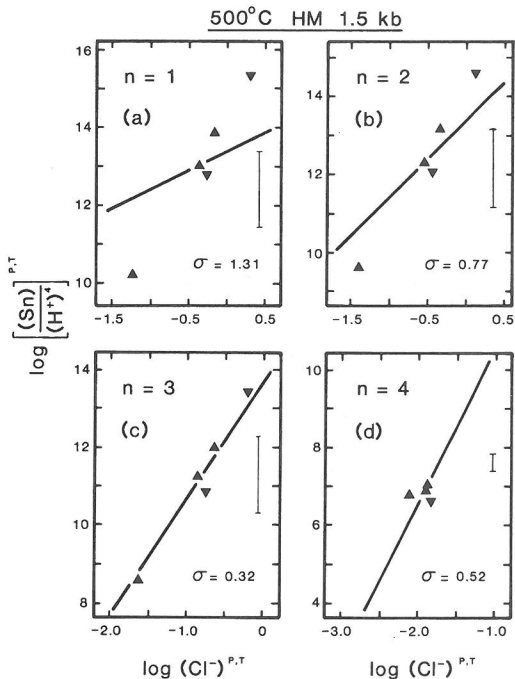 500°C HM 1.5 kb
log [(Sn)/(H⁺)⁴]ᴾ'ᵀ
16
14
12
10
n = 1
(a)
σ = 1.31
-1.5
-0.5
0.5
14
12
10
n = 2
(b)
σ = 0.77
-1.5
-0.5
0.5
14
12
10
8
n = 3
(c)
σ = 0.32
-2.0
-1.0
0
10
8
6
4
n = 4
(d)
σ = 0.52
-3.0
-2.0
-1.0
log (Cl⁻) ᴾ'ᵀ
log (Cl⁻) ᴾ'ᵀ